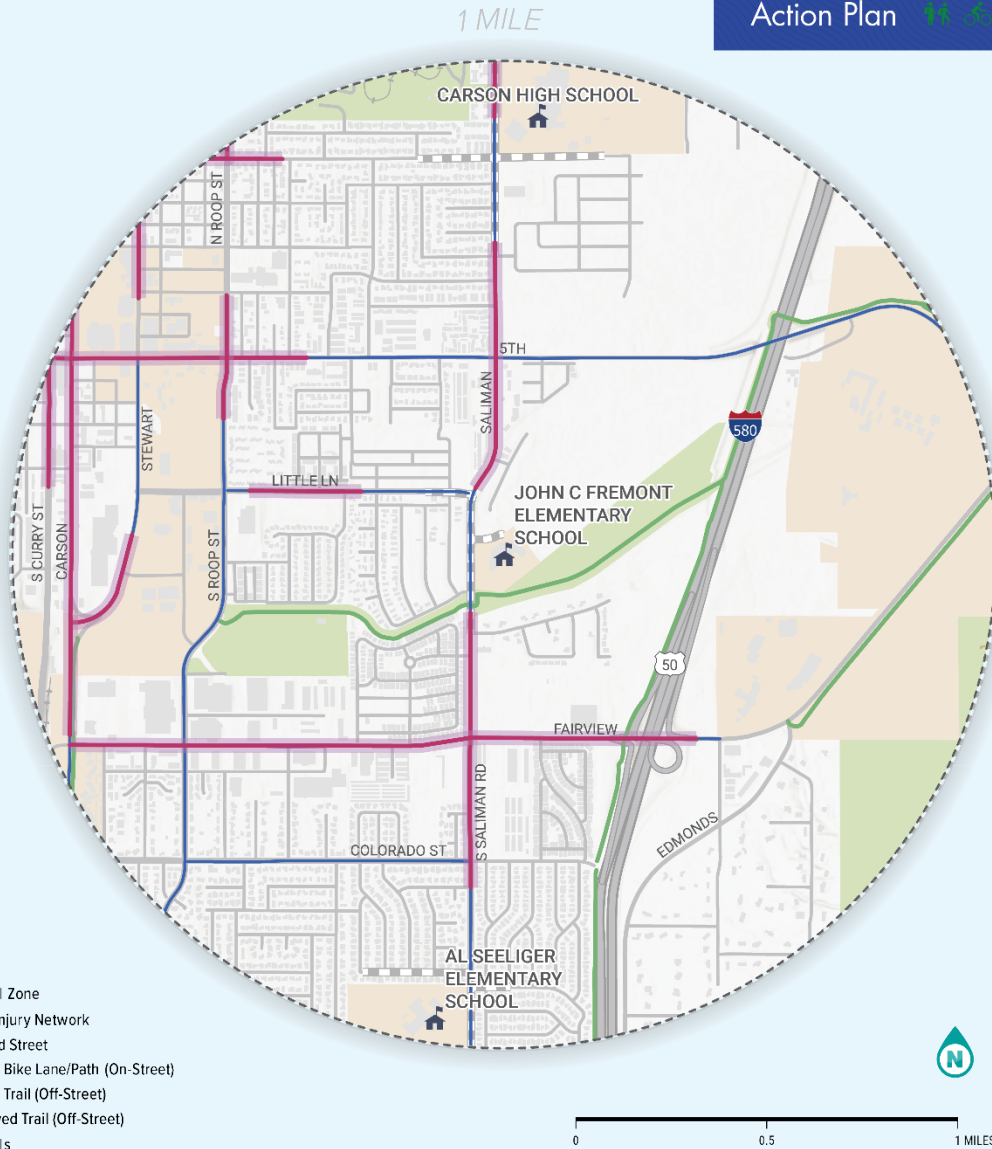 1 MILE
Action Plan
CARSON HIGH SCHOOL
N ROOP ST
5TH
SALIMAN
STEWART
580
LITTLE LN
JOHN C FREMONT
ELEMENTARY
SCHOOL
S CURRY ST
CARSON
S ROOP ST
50
FAIRVIEW
S SALIMAN RD
EDMONDS
COLORADO ST
AL SEELIGER
ELEMENTARY
SCHOOL
Zone
njury Network
d Street
Bike Lane/Path (On-Street)
Trail (Off-Street)
ved Trail (Off-Street)
ls
N
0 0.5 1 MILES